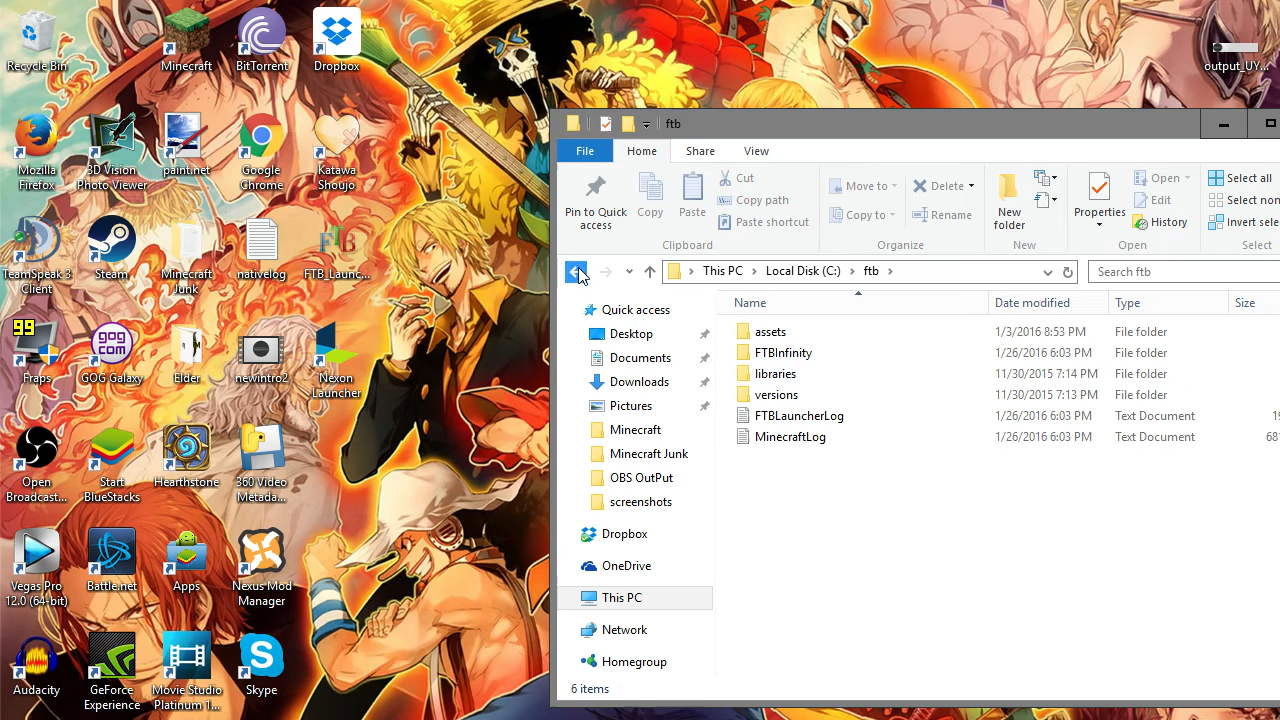 Recycle Bin
Minecraft
BitTorrent
Dropbox
output_UY...
Mozilla
Firefox
3D Vision
Photo Viewer
paint.net
Google
Chrome
Katawa
Shoujo
TeamSpeak 3
Client
Steam
Minecraft
Junk
nativelog
FTB
FTB_Launc...
99
Fraps
GOG
COM
GOG Galaxy
Elder
newintro2
Nexon
Launcher
Open
Broadcast...
Start
BlueStacks
Hearthstone
360 Video
Metada...
Vegas Pro
12.0 (64-bit)
Battle.net
Apps
Nexus Mod
Manager
Audacity
GeForce
Experience
Movie Studio
Platinum 1...
Skype
ftb
File
Home
Share
View
Pin to Quick
access
Copy
Paste
Cut
Copy path
Paste shortcut
Clipboard
Move to
Copy to
Delete
Rename
Organize
New
folder
New
Properties
Open
Edit
History
Open
Select all
Select non
Invert selec
Select
This PC
Local Disk (C:)
ftb
Search ftb
Name
Date modified
Type
Size
Quick access
Desktop
Documents
Downloads
Pictures
Minecraft
Minecraft Junk
OBS OutPut
screenshots
Dropbox
OneDrive
This PC
Network
Homegroup
assets 1/3/2016 8:53 PM File folder
FTBInfinity 1/26/2016 6:03 PM File folder
libraries 11/30/2015 7:14 PM File folder
versions 11/30/2015 7:13 PM File folder
FTBLauncherLog 1/26/2016 6:03 PM Text Document 19
MinecraftLog 1/26/2016 6:03 PM Text Document 68
6 items